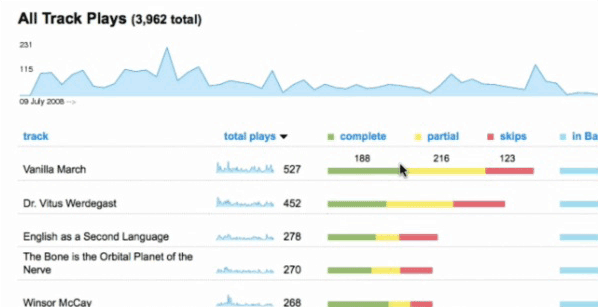 All Track Plays (3,962 total)
231
115
09 July 2008 -->
track total plays complete partial skips in Ba
188 216 123
Vanilla March 527
Dr. Vitus Werdegast 452
English as a Second Language 278
The Bone is the Orbital Planet of the
Nerve 270
Winsor McCay 268